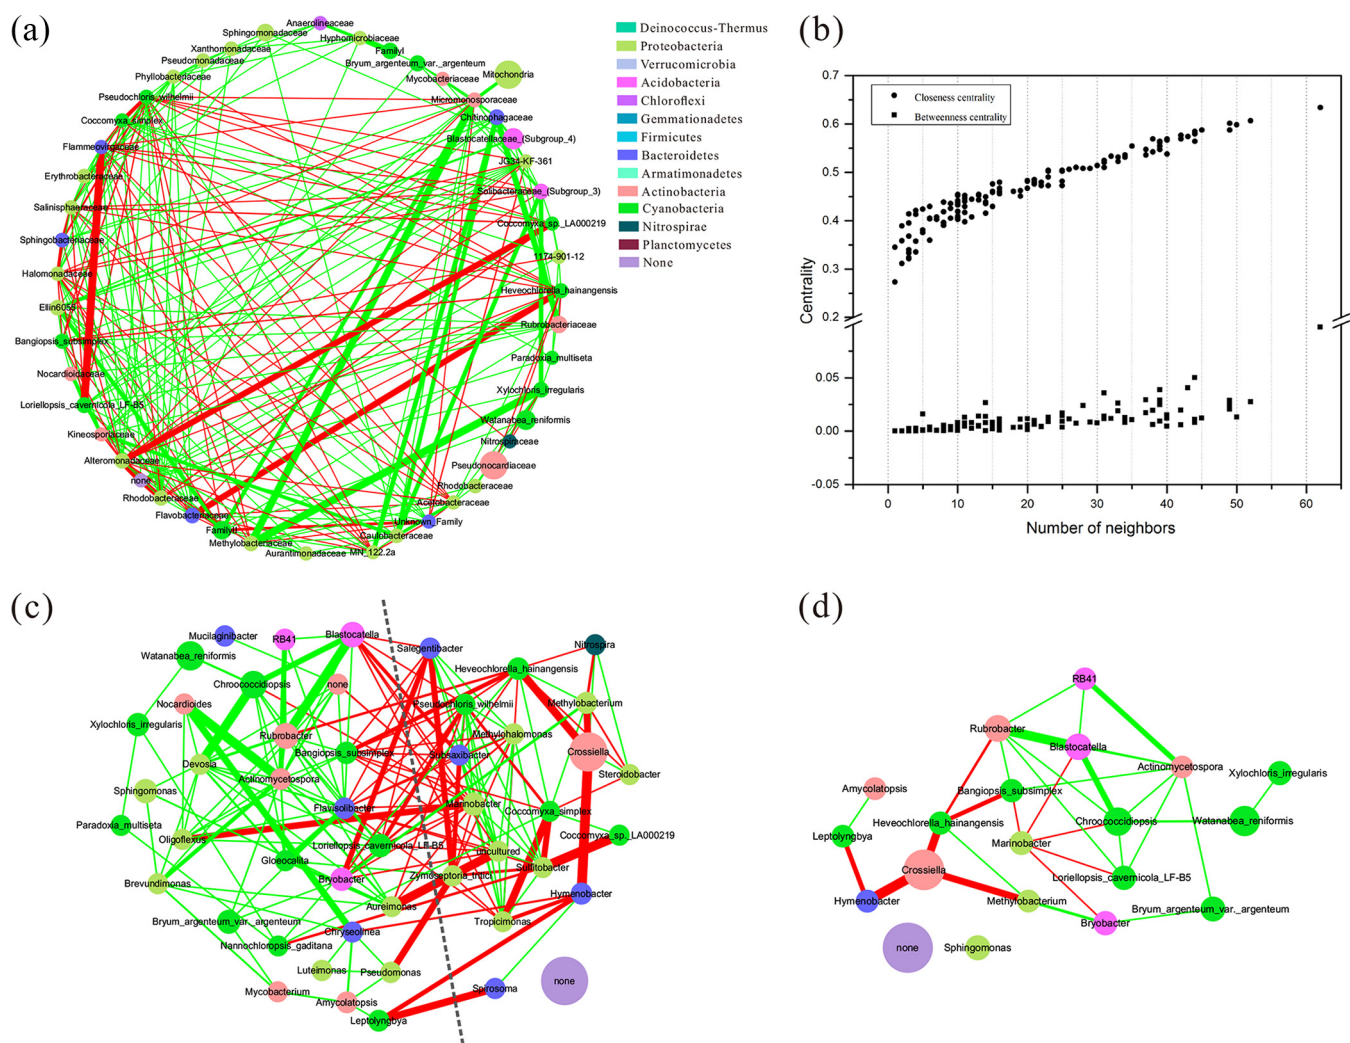 (a)
Anaerolineaceae
Sphingomonadaceae
Hyphomicrobiaceae
Xanthomonadaceae
FamilyI
Pseudomonadaceae
Bryum_argenteum_var._argenteum
Phyllobacteriaceae
Mycobacteriaceae
Mitochondria
Pseudochloris_wilhelmii
Micromonosporaceae
Coccomyxa_simplex
Chitinophagaceae
Flammeovirgaceae
Blastocatellaceae_(Subgroup_4)
JG34-KF-361
Erythrobacteraceae
Solibacteraceae_(Subgroup_3)
Salinisphaeraceae
Coccomyxa_sp._LA000219
Sphingobacteriaceae
1174-901-12
Halomonadaceae
Heveochlorella_hainangensis
Ellin6055
Rubrobacteriaceae
Bangiopsis_subsimplex
Paradoxia_multiseta
Nocardioidaceae
Xylochloris_irregularis
Loriellopsis_cavernicola_LF-B5
Watanabea_reniformis
Kineosporiaceae
Nitrospiraceae
Alteromonadaceae
Pseudonocardiaceae
none
Rhodobacteraceae
Rhodobacteraceae
Acetobacteraceae
Flavobacteriaceae
Unknown_Family
FamilyII
Caulobacteraceae
Methylobacteriaceae
Aurantimonadaceae
MN_122.2a
Deinococcus-Thermus
Proteobacteria
Verrucomicrobia
Acidobacteria
Chloroflexi
Gemmationadetes
Firmicutes
Bacteroidetes
Armatimonadetes
Actinobacteria
Cyanobacteria
Nitrospirae
Planctomycetes
None
(b)
Closeness centrality
Betweenness centrality
Centrality
0.7
0.6
0.5
0.4
0.3
0.2
0.05
0.00
-0.05
0 10 20 30 40 50 60
Number of neighbors
(c)
Mucilaginibacter
RB41
Blastocatella
Watanabea_reniformis
Salegentibacter
Nitrospira
Chroococcidiopsis
Heveochlorella_hainangensis
none
Nocardioides
Pseudochloris_wilhelmii
Methylobacterium
Xylochloris_irregularis
Rubrobacter
Methylohalomonas
Bangiopsis_subsimplex
Subsaxibacter
Crossiella
Devosia
Actinomycetospora
Steroidobacter
Sphingomonas
Flavisolibacter
Marinobacter
Coccomyxa_simplex
Paradoxia_multiseta
Oligoflexus
Coccomyxa_sp._LA000219
Loriellopsis_cavernicola_LF-B5
uncultured
Gloeocalita
Sulfitobacter
Brevundimonas
Bryobacter
Zymoseptoria_tritici
Hymenobacter
Aureimonas
Bryum_argenteum_var._argenteum
Tropicimonas
Chryseolinea
Nannochloropsis_gaditana
Luteimonas
Pseudomonas
none
Mycobacterium
Spirosoma
Amycolatopsis
Leptolyngbya
(d)
RB41
Rubrobacter
Blastocatella
Actinomycetospora
Xylochloris_irregularis
Amycolatopsis
Bangiopsis_subsimplex
Heveochlorella_hainangensis
Chroococcidiopsis
Watanabea_reniformis
Leptolyngbya
Marinobacter
Crossiella
Loriellopsis_cavernicola_LF-B5
Hymenobacter
Methylobacterium
Bryum_argenteum_var._argenteum
Bryobacter
none
Sphingomonas